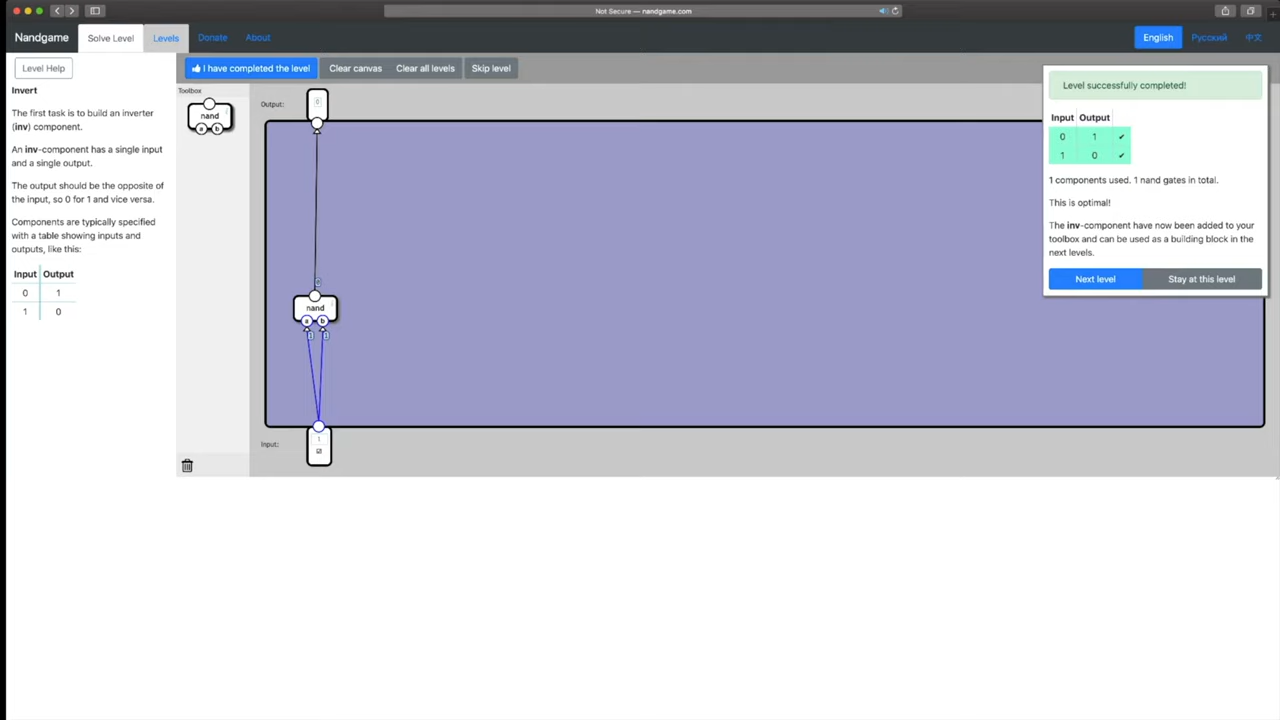 Not Secure — nandgame.com
Nandgame
Solve Level
Levels
Donate
About
English
Русский
中文
Level Help
I have completed the level
Clear canvas
Clear all levels
Skip level
Invert
The first task is to build an inverter
(inv) component.
An inv-component has a single input
and a single output.
The output should be the opposite of
the input, so 0 for 1 and vice versa.
Components are typically specified
with a table showing inputs and
outputs, like this:
Input Output
0 1
1 0
Toolbox
nand
a b
Output:
0
0
nand
a b
1 1
Input:
1
Level successfully completed!
Input Output
0 1 ✔
1 0 ✔
1 components used. 1 nand gates in total.
This is optimal!
The inv-component have now been added to your
toolbox and can be used as a building block in the
next levels.
Next level
Stay at this level